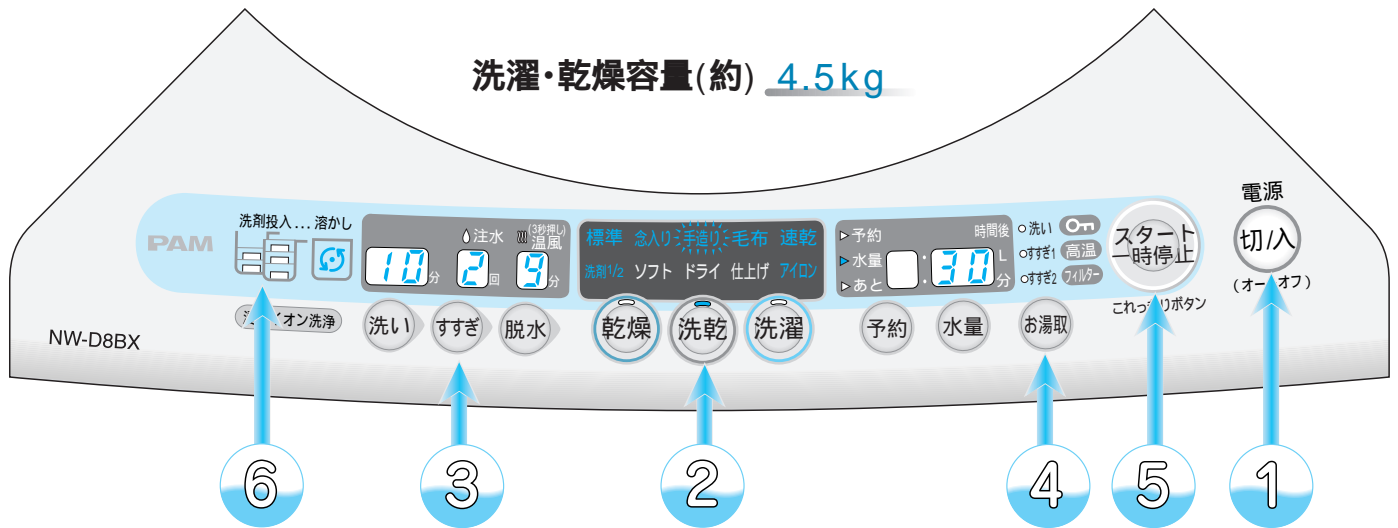 洗濯・乾燥容量(約) 4.5kg
電源
切/入
(オートオフ)
PAM
洗剤投入...溶かし
注水
(3秒押し)
温風
10分 2回 9分
標準 念入り 手造り 毛布 速乾
洗剤1/2 ソフト ドライ 仕上げ アイロン
▷予約 時間後
▶水量 :30 L
▷あと 分
洗い
すすぎ1 高温
すすぎ2 フィルター
スタート
一時停止
これっきりボタン
NW-D8BX
イオン洗浄
洗い すすぎ 脱水
乾燥 洗乾 洗濯
予約 水量 お湯取
6 3 2 4 5 1